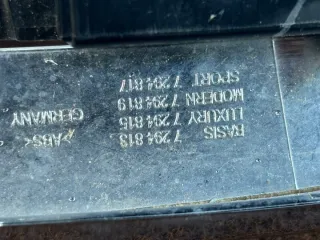 BASIS 7 294 813
LUXURY 7 294 815
MODERN 7 294 819
SPORT 7 294 817
>ABS<
GERMANY